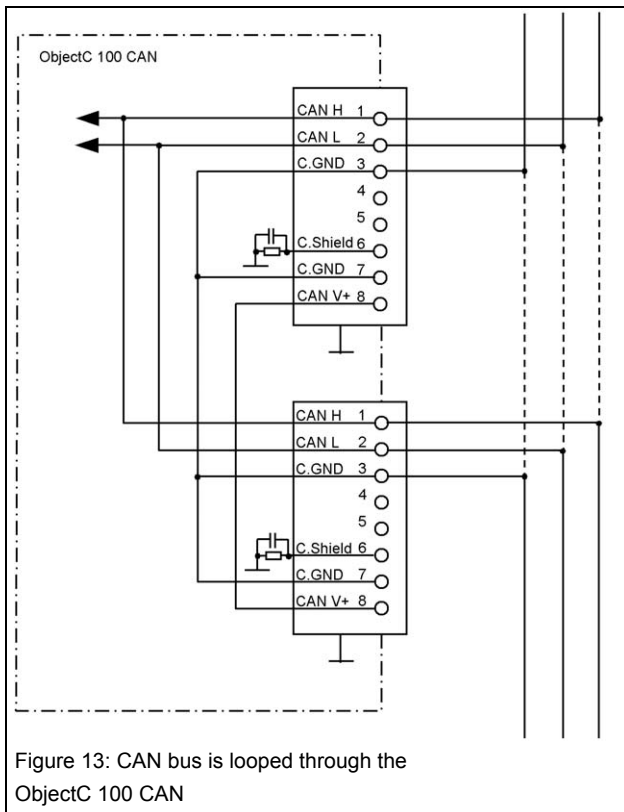 ObjectC 100 CAN
CAN H 1
CAN L 2
C.GND 3
4
5
C.Shield 6
C.GND 7
CAN V+ 8
CAN H 1
CAN L 2
C.GND 3
4
5
C.Shield 6
C.GND 7
CAN V+ 8
Figure 13: CAN bus is looped through the
ObjectC 100 CAN